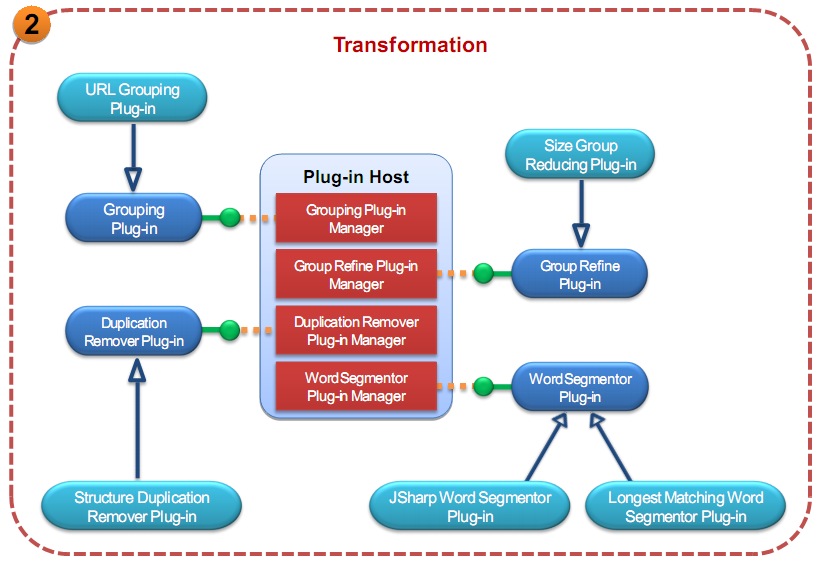 2
Transformation
URL Grouping
Plug-in
Size Group
Reducing Plug-in
Plug-in Host
Grouping
Plug-in
Grouping Plug-in
Manager
Group Refine Plug-in
Manager
Group Refine
Plug-in
Duplication
Remover Plug-in
Duplication Remover
Plug-in Manager
Word Segmentor
Plug-in Manager
Word Segmentor
Plug-in
Structure Duplication
Remover Plug-in
JSharp Word Segmentor
Plug-in
Longest Matching Word
Segmentor Plug-in